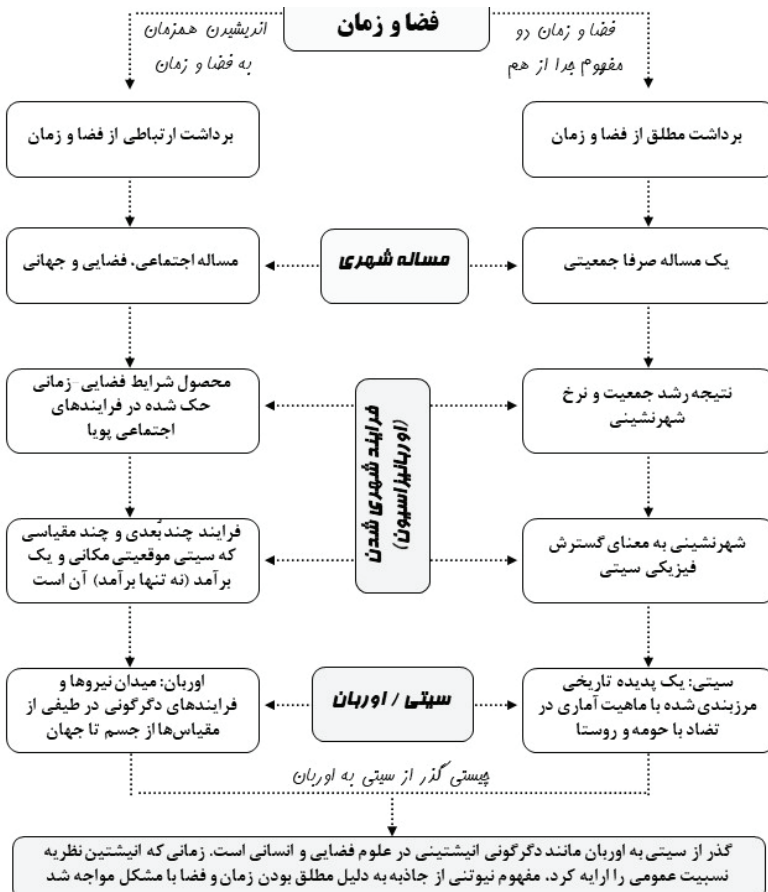 فضا و زمان
فضا و زمان دو
مفهوم جدا از هم
اندیشیدن همزمان
به فضا و زمان
برداشت مطلق از فضا و زمان
برداشت ارتباطی از فضا و زمان
یک مساله صرفا جمعیتی
مساله شهری
مساله اجتماعی، فضایی و جهانی
نتیجه رشد جمعیت و نرخ
شهرنشینی
فرایند شهری شدن
(اوربانیزاسیون)
محصول شرایط فضایی-زمانی
حک شده در فرایندهای
اجتماعی پویا
شهرنشینی به معنای گسترش
فیزیکی سیتی
فرایند چند بُعدی و چند مقیاسی
که سیتی موقعیتی مکانی و یک
برآمد (نه تنها برآمد) آن است
سیتی: یک پدیده تاریخی
مرزبندی شده با ماهیت آماری در
تضاد با حومه و روستا
سیتی / اوربان
اوربان: میدان نیروها و
فرایندهای دگرگونی در طیفی از
مقیاس‌ها از جسم تا جهان
چیستی گذر از سیتی به اوربان
گذر از سیتی به اوربان مانند دگرگونی انیشتینی در علوم فضایی و انسانی است. زمانی که انیشتین نظریه
نسبیت عمومی را ارایه کرد، مفهوم نیوتنی از جاذبه به دلیل مطلق بودن زمان و فضا با مشکل مواجه شد